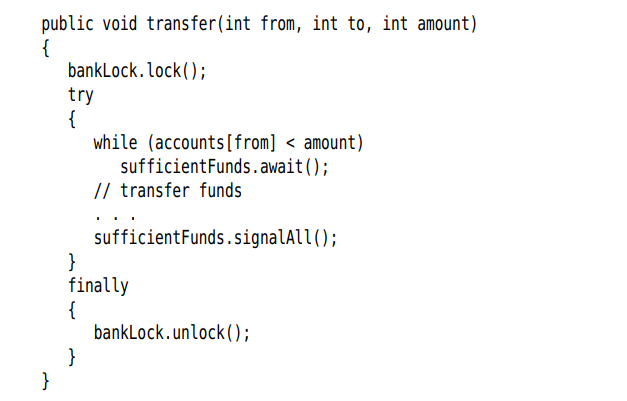 public void transfer(int from, int to, int amount)
{
   bankLock.lock();
   try
   {
      while (accounts[from] < amount)
         sufficientFunds.await();
      // transfer funds
      . . .
      sufficientFunds.signalAll();
   }
   finally
   {
      bankLock.unlock();
   }
}